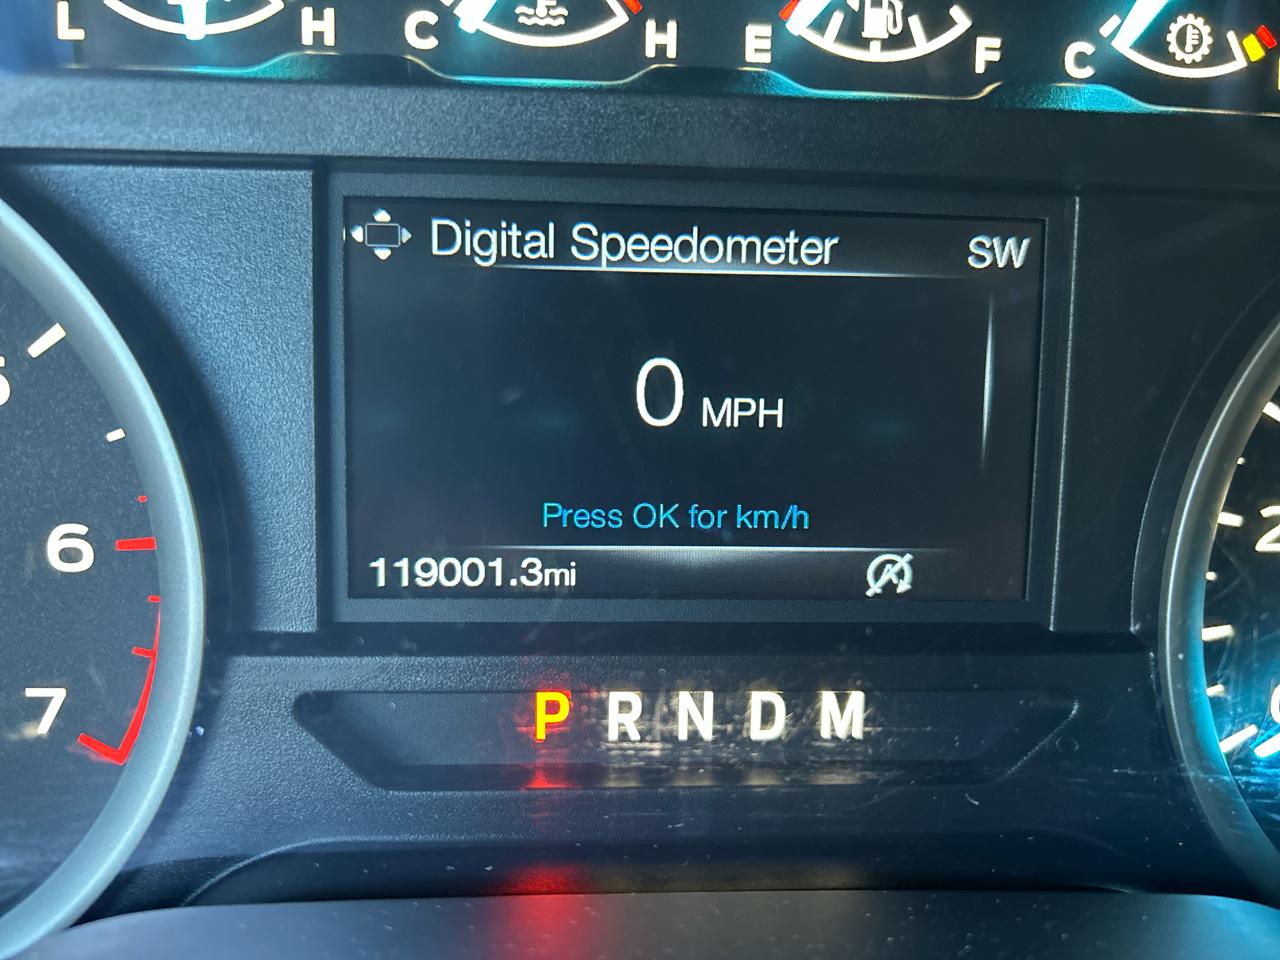 L H C H E F C
Digital Speedometer SW
0 MPH
Press OK for km/h
119001.3mi
6
7
P R N D M